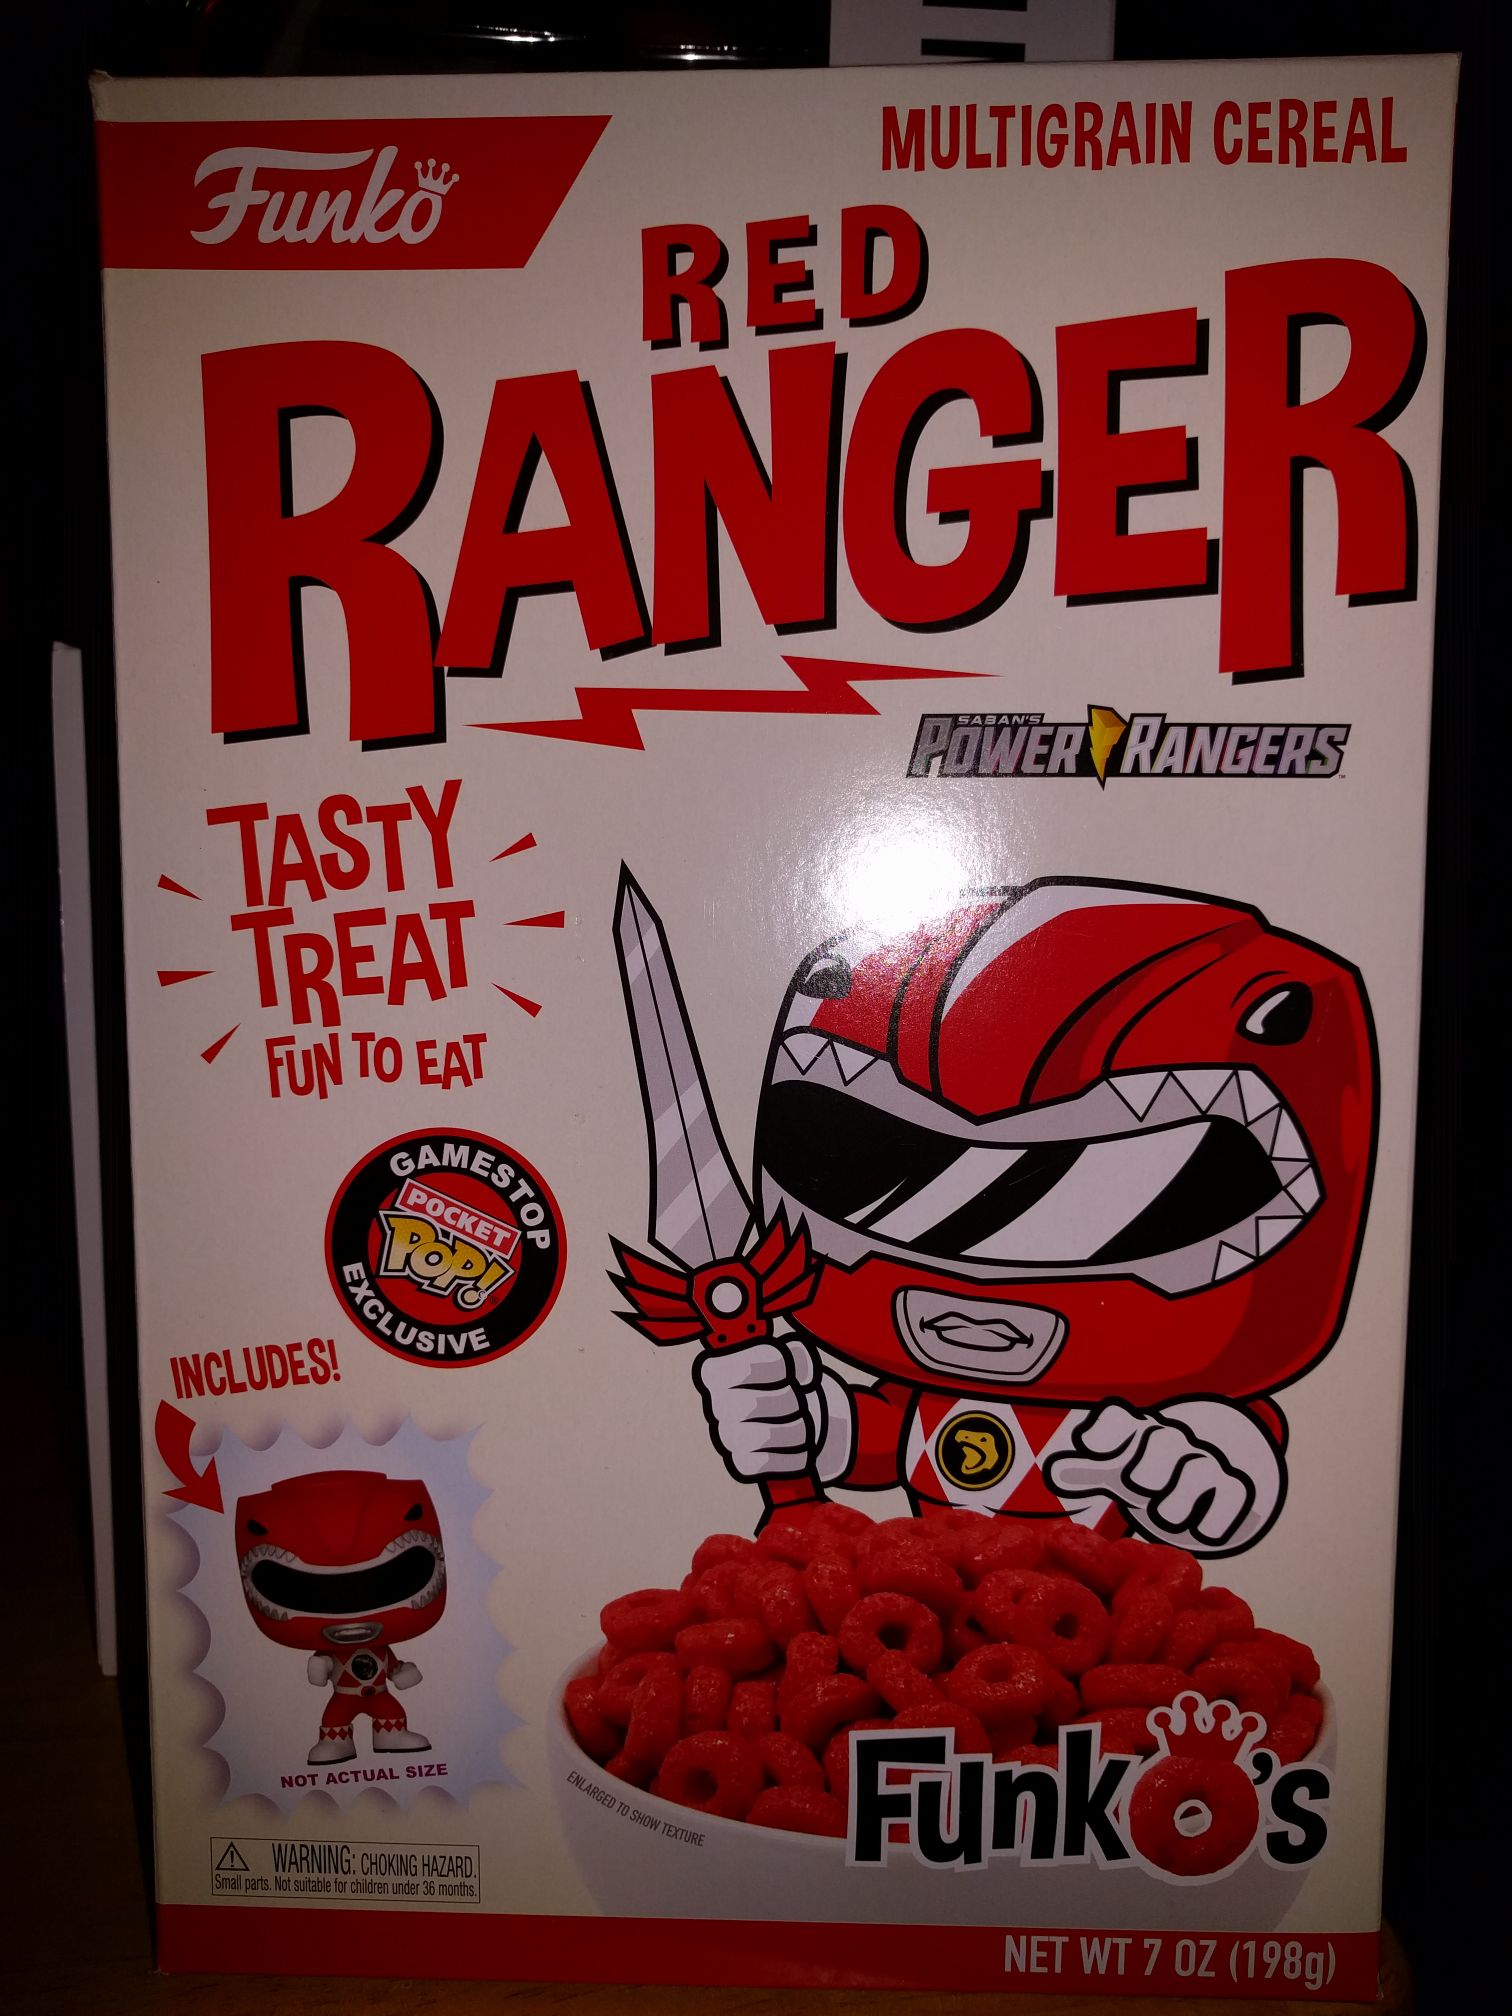 Funko
MULTIGRAIN CEREAL
RED
RANGER
SABAN'S
POWER RANGERS
TM
TASTY
TREAT
FUN TO EAT
GAMESTOP
POCKET
POP!
EXCLUSIVE
INCLUDES!
NOT ACTUAL SIZE
ENLARGED TO SHOW TEXTURE
FunkO's
WARNING: CHOKING HAZARD.
Small parts. Not suitable for children under 36 months.
NET WT 7 OZ (198g)